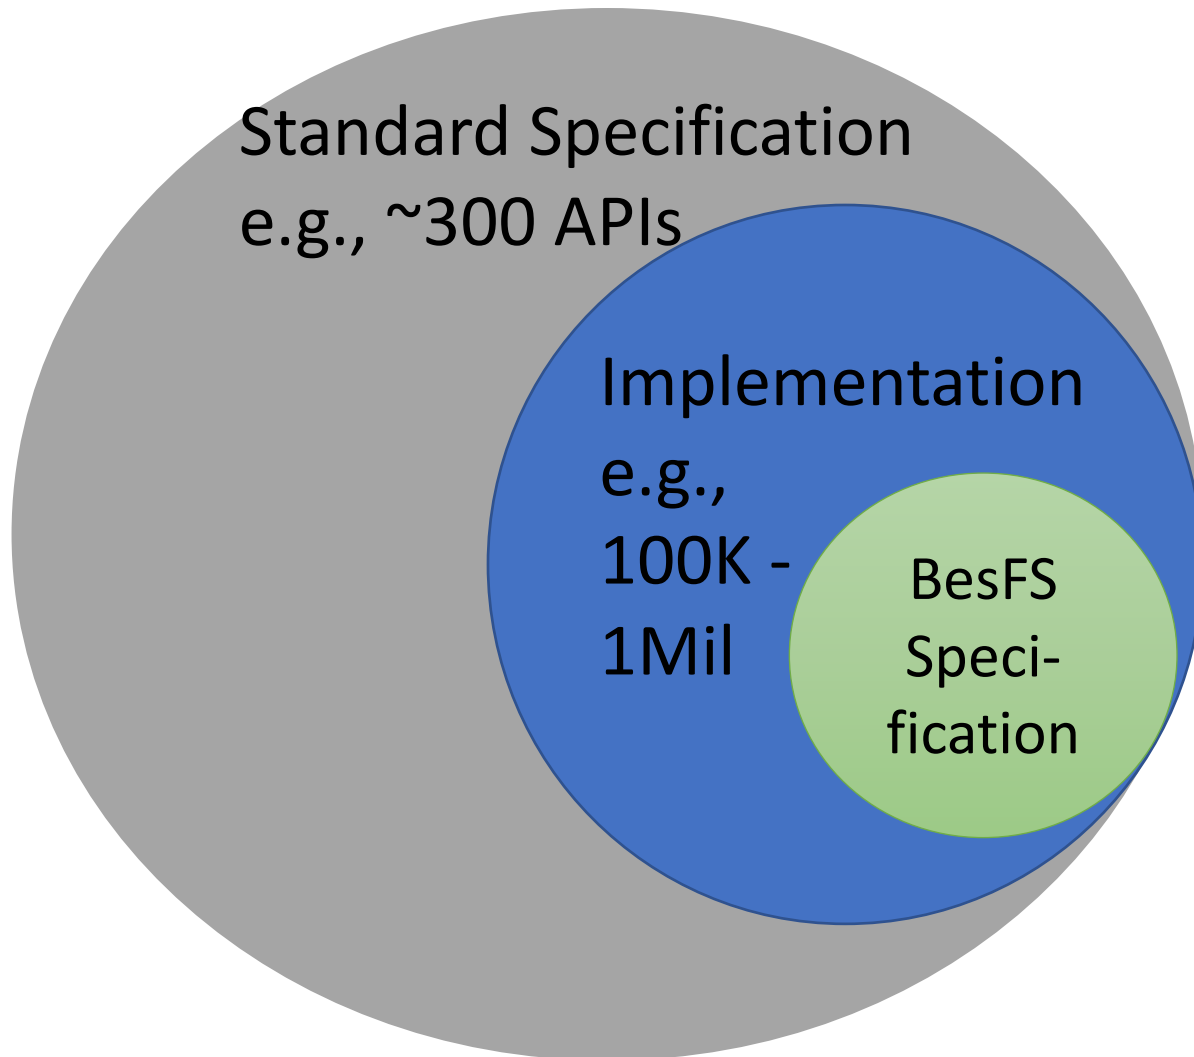 Standard Specification
e.g., ~300 APIs
Implementation
e.g.,
100K -
1Mil
BesFS
Speci-
fication